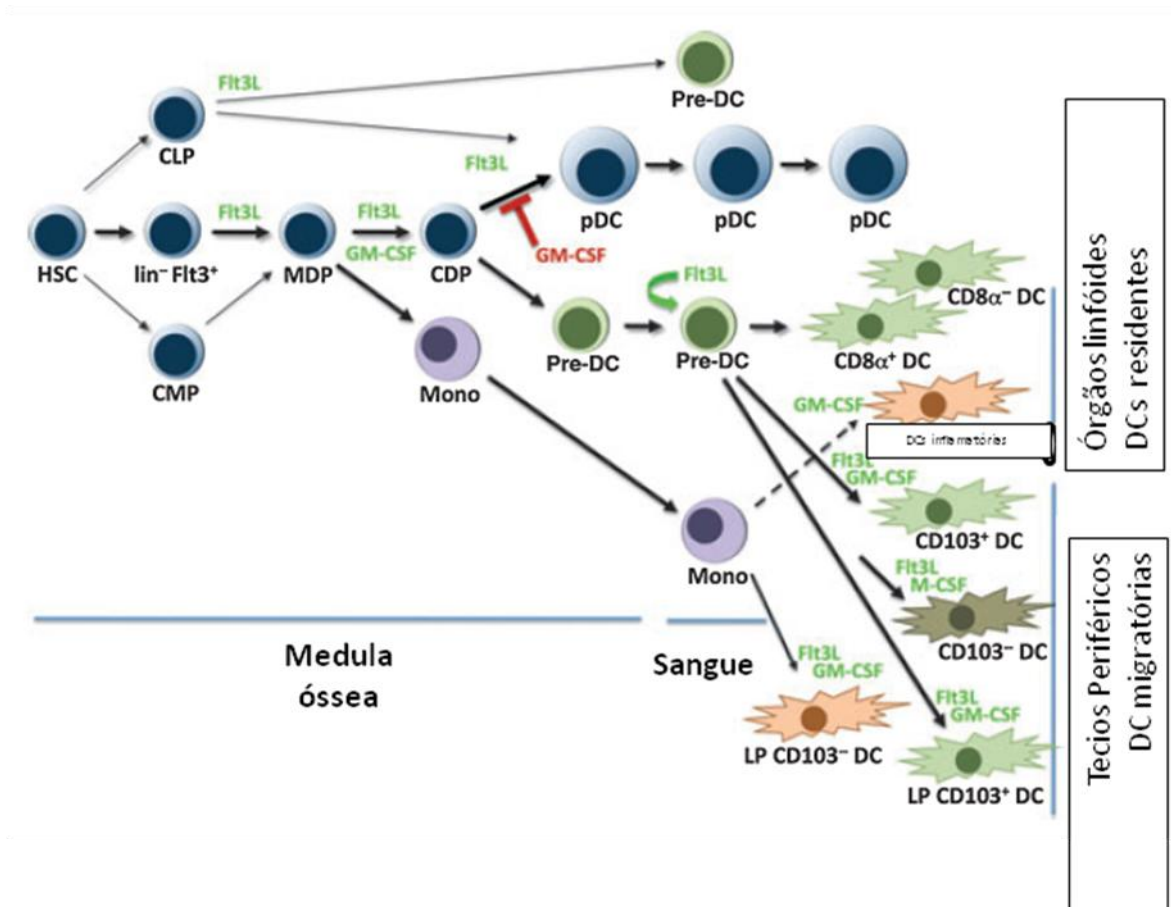 Flt3L
Pre-DC
CLP
Flt3L
pDC
pDC
pDC
HSC
lin⁻ Flt3⁺
Flt3L
MDP
Flt3L
GM-CSF
CDP
GM-CSF
CMP
Mono
Pre-DC
Flt3L
Pre-DC
CD8α⁻ DC
CD8α⁺ DC
GM-CSF
DCs inflamatórias
Flt3L
GM-CSF
CD103⁺ DC
Mono
Flt3L
M-CSF
CD103⁻ DC
Flt3L
GM-CSF
LP CD103⁻ DC
Flt3L
GM-CSF
LP CD103⁺ DC
Medula
óssea
Sangue
Órgãos linfóides
DCs residentes
Tecios Periféricos
DC migratórias